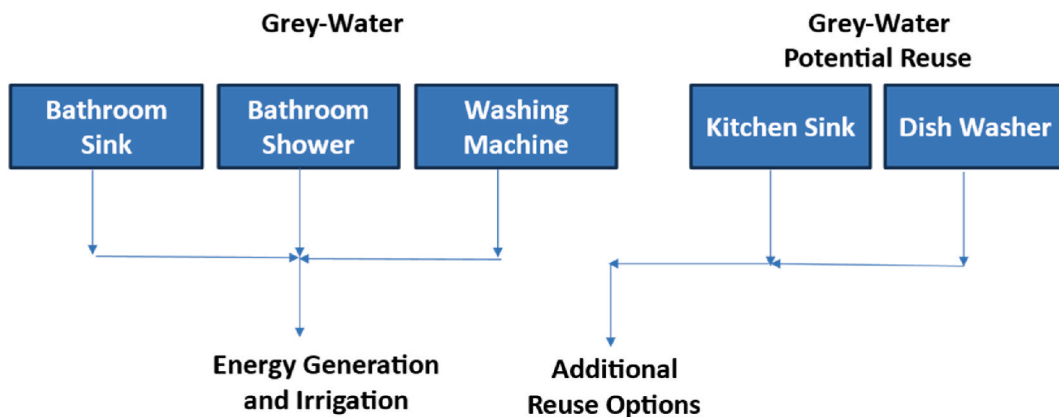 Grey-Water
Grey-Water
Potential Reuse
Bathroom
Sink
Bathroom
Shower
Washing
Machine
Kitchen Sink
Dish Washer
Energy Generation
and Irrigation
Additional
Reuse Options